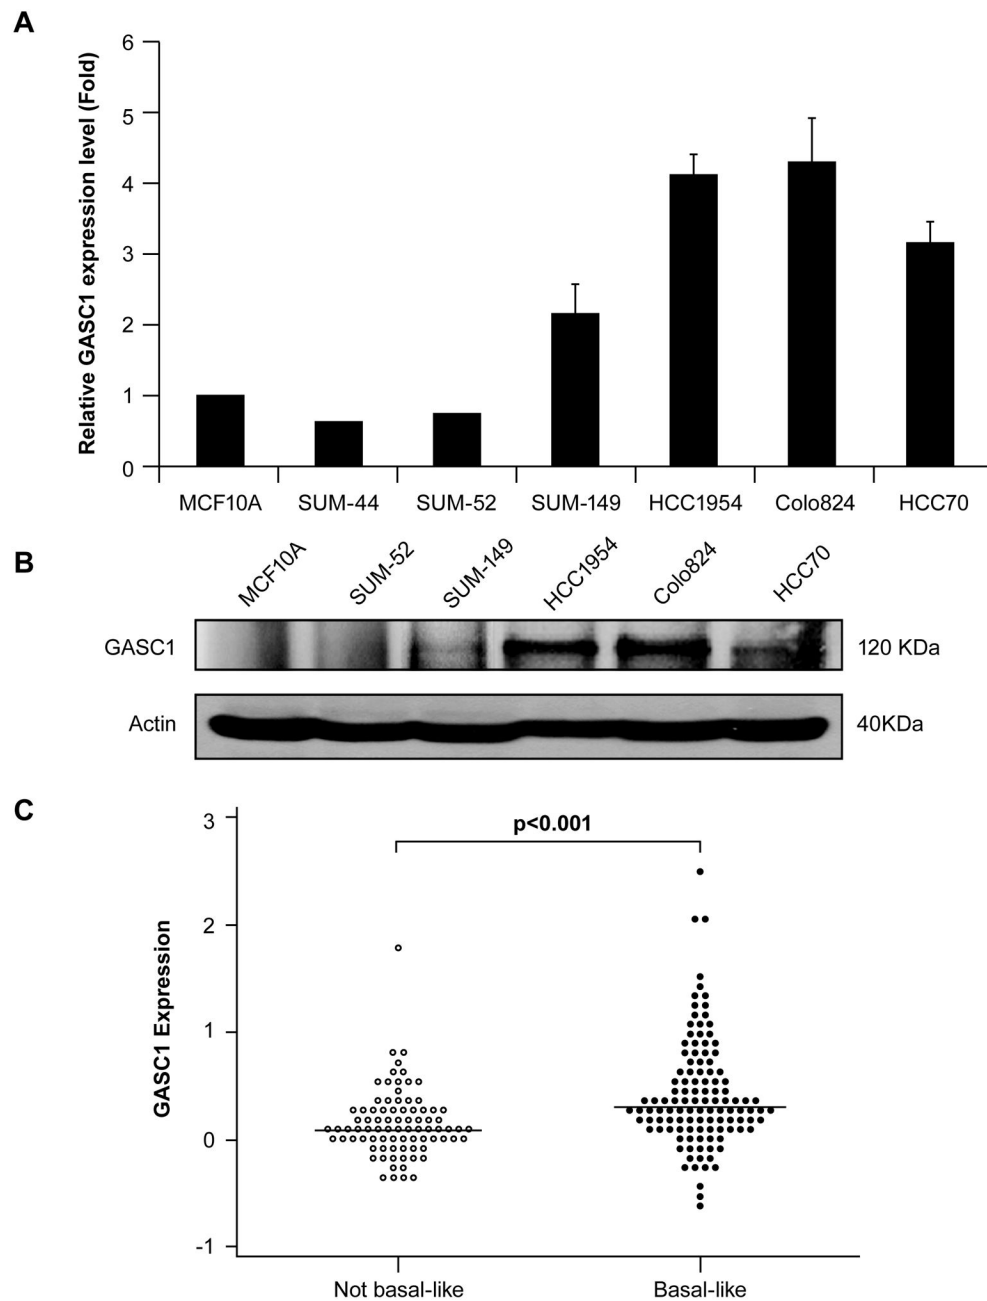 A
Relative GASC1 expression level (Fold)
6
5
4
3
2
1
0
MCF10A SUM-44 SUM-52 SUM-149 HCC1954 Colo824 HCC70
B
MCF10A SUM-52 SUM-149 HCC1954 Colo824 HCC70
GASC1 120 KDa
Actin 40KDa
C
GASC1 Expression
3
p<0.001
2
1
0
-1
Not basal-like Basal-like